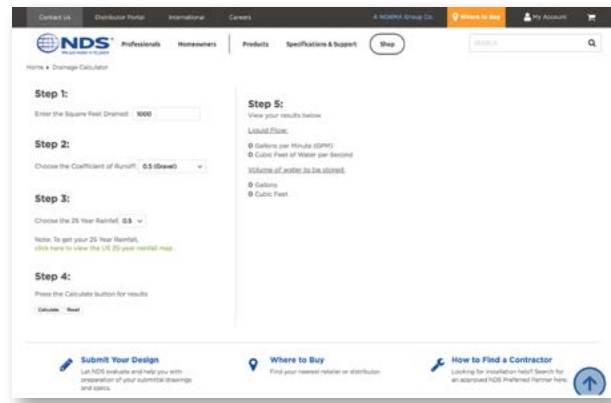 Contact Us Distributor Portal International Careers A NORMA Group Co. Where to Buy My Account
NDS Professionals Homeowners Products Specifications & Support Shop SEARCH
Home Drainage Calculator
Step 1:
Enter the Square Feet Drained: 1000
Step 2:
Choose the Coefficient of Runoff: 0.5 (Gravel)
Step 3:
Choose the 25 Year Rainfall: 0.5
Note: To get your 25 Year Rainfall,
click here to view the US 25-year rainfall map
Step 4:
Press the Calculate button for results
Calculate Reset
Step 5:
View your results below
Liquid Flow:
0 Gallons per Minute (GPM)
0 Cubic Feet of Water per Second
Volume of water to be stored:
0 Gallons
0 Cubic Feet
Submit Your Design
Let NDS evaluate and help you with
preparation of your submittal drawings
and specs.
Where to Buy
Find your nearest retailer or distributor.
How to Find a Contractor
Looking for installation help? Search for
an approved NDS Preferred Partner here.